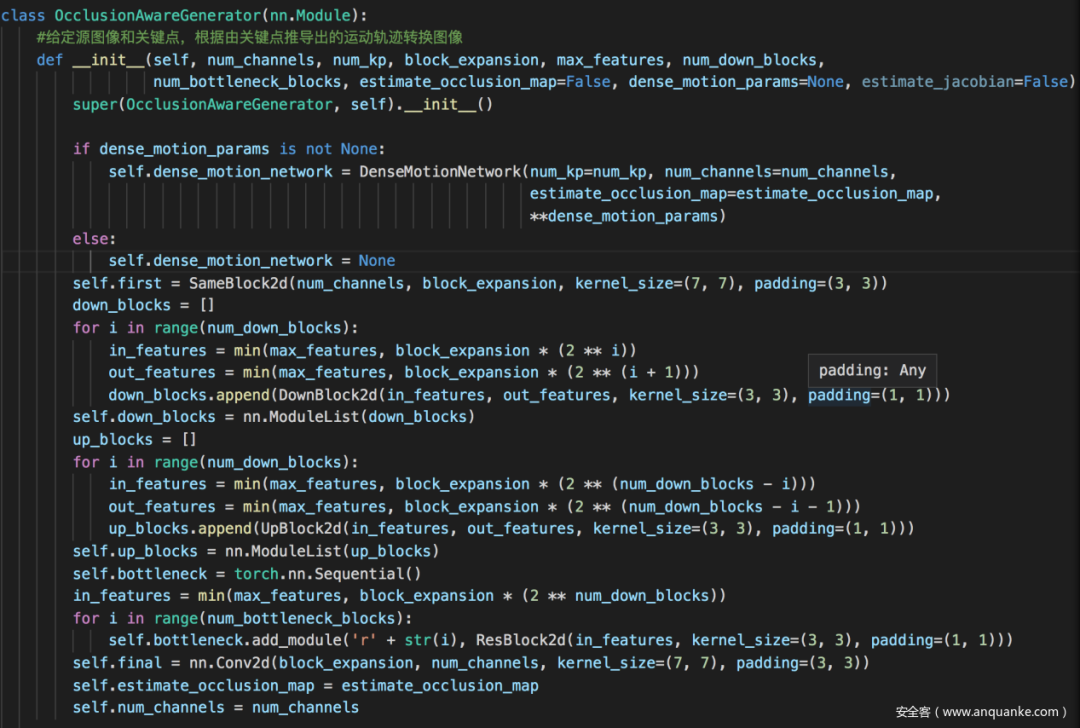 class OcclusionAwareGenerator(nn.Module):
    #给定源图像和关键点，根据由关键点推导出的运动轨迹转换图像
    def __init__(self, num_channels, num_kp, block_expansion, max_features, num_down_blocks,
                 num_bottleneck_blocks, estimate_occlusion_map=False, dense_motion_params=None, estimate_jacobian=False)
        super(OcclusionAwareGenerator, self).__init__()

        if dense_motion_params is not None:
            self.dense_motion_network = DenseMotionNetwork(num_kp=num_kp, num_channels=num_channels,
                                                           estimate_occlusion_map=estimate_occlusion_map,
                                                           **dense_motion_params)
        else:
            self.dense_motion_network = None
        self.first = SameBlock2d(num_channels, block_expansion, kernel_size=(7, 7), padding=(3, 3))
        down_blocks = []
        for i in range(num_down_blocks):
            in_features = min(max_features, block_expansion * (2 ** i))
            out_features = min(max_features, block_expansion * (2 ** (i + 1)))
padding: Any
            down_blocks.append(DownBlock2d(in_features, out_features, kernel_size=(3, 3), padding=(1, 1)))
        self.down_blocks = nn.ModuleList(down_blocks)
        up_blocks = []
        for i in range(num_down_blocks):
            in_features = min(max_features, block_expansion * (2 ** (num_down_blocks - i)))
            out_features = min(max_features, block_expansion * (2 ** (num_down_blocks - i - 1)))
            up_blocks.append(UpBlock2d(in_features, out_features, kernel_size=(3, 3), padding=(1, 1)))
        self.up_blocks = nn.ModuleList(up_blocks)
        self.bottleneck = torch.nn.Sequential()
        in_features = min(max_features, block_expansion * (2 ** num_down_blocks))
        for i in range(num_bottleneck_blocks):
            self.bottleneck.add_module('r' + str(i), ResBlock2d(in_features, kernel_size=(3, 3), padding=(1, 1)))
        self.final = nn.Conv2d(block_expansion, num_channels, kernel_size=(7, 7), padding=(3, 3))
        self.estimate_occlusion_map = estimate_occlusion_map
        self.num_channels = num_channels
安全客（www.anquanke.com）